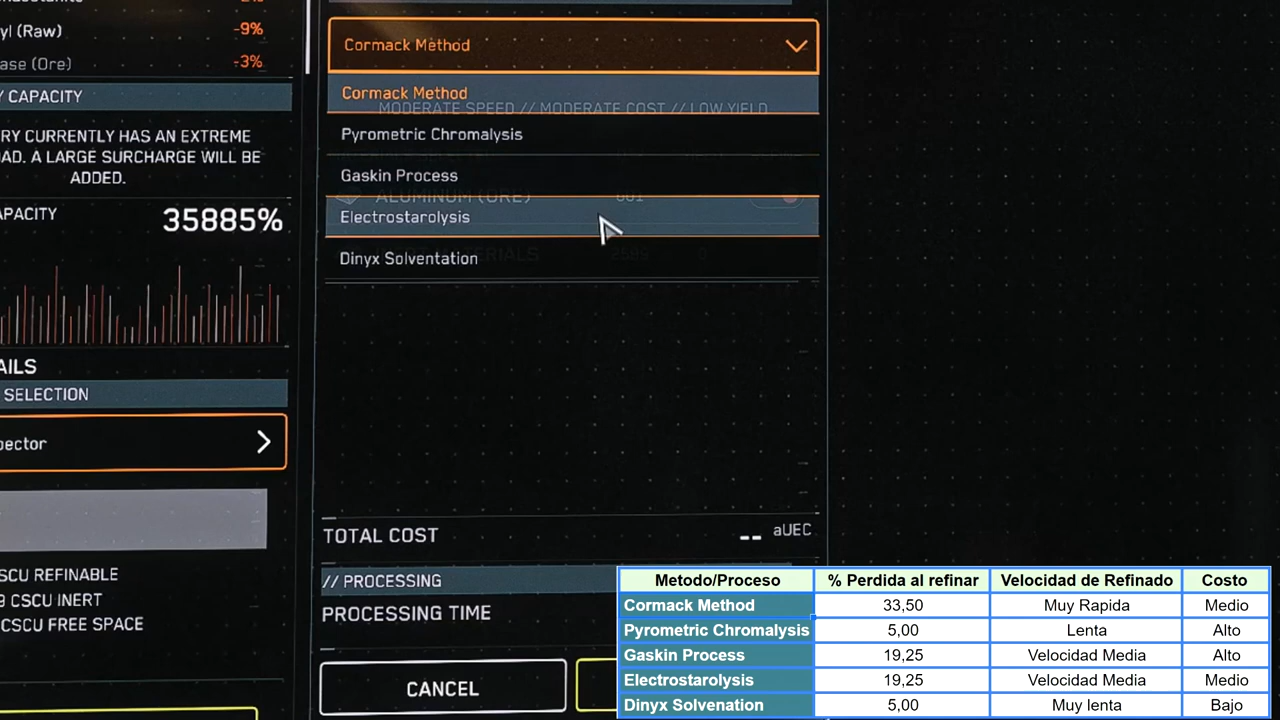 yl (Raw) -9%
ase (Ore) -3%
CAPACITY
RY CURRENTLY HAS AN EXTREME
AD. A LARGE SURCHARGE WILL BE
ADDED.
APACITY 35885%
AILS
SELECTION
pector
SCU REFINABLE
9 CSCU INERT
CSCU FREE SPACE
Cormack Method
Cormack Method
MODERATE SPEED // MODERATE COST // LOW YIELD
Pyrometric Chromalysis
Gaskin Process
ALUMINUM (ORE)
Electrostarolysis
Dinyx Solventation
TOTAL COST -- aUEC
// PROCESSING
PROCESSING TIME
CANCEL
Metodo/Proceso % Perdida al refinar Velocidad de Refinado Costo
Cormack Method 33,50 Muy Rapida Medio
Pyrometric Chromalysis 5,00 Lenta Alto
Gaskin Process 19,25 Velocidad Media Alto
Electrostarolysis 19,25 Velocidad Media Medio
Dinyx Solvenation 5,00 Muy lenta Bajo